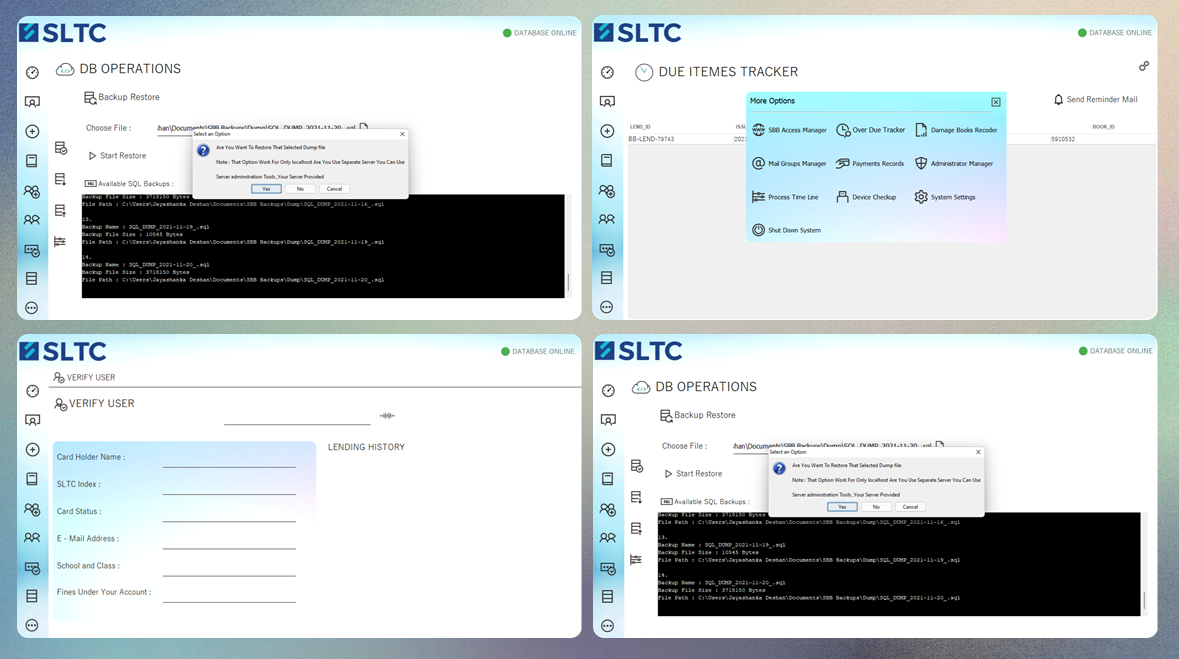 SLTC
DATABASE ONLINE
DB OPERATIONS
Backup Restore
Choose File :
Jhan\Documents\SBB Backups\Dump\SQL_DUMP_2021-11-20_.sql
Start Restore
SQL Available SQL Backups :
Select an Option
Are You Want To Restore That Selected Dump file
Note : That Option Work For Only localhost Are You Use Separate Server You Can Use
Server adminstration Tools ,Your Server Provided
Yes No Cancel
Backup File Size : 3718150 Bytes
File Path : C:\Users\Jayashanka Deshan\Documents\SBB Backups\Dump\SQL_DUMP_2021-11-16_.sql
13.
Backup Name : SQL_DUMP_2021-11-19_.sql
Backup File Size : 10545 Bytes
File Path : C:\Users\Jayashanka Deshan\Documents\SBB Backups\Dump\SQL_DUMP_2021-11-19_.sql
14.
Backup Name : SQL_DUMP_2021-11-20_.sql
Backup File Size : 3718150 Bytes
File Path : C:\Users\Jayashanka Deshan\Documents\SBB Backups\Dump\SQL_DUMP_2021-11-20_.sql
SLTC
DATABASE ONLINE
DUE ITEMES TRACKER
Send Reminder Mail
LEND_ID ISSU BOOK_ID
BB-LEND-79743 2021 5910532
More Options
SBB Access Manager Over Due Tracker Damage Books Recoder
Mail Groups Manager Payments Records Administrator Manager
Process Time Line Device Checkup System Settings
Shut Down System
SLTC
DATABASE ONLINE
VERIFY USER
VERIFY USER
LENDING HISTORY
Card Holder Name :
SLTC Index :
Card Status :
E - Mail Address :
School and Class :
Fines Under Your Account :
SLTC
DATABASE ONLINE
DB OPERATIONS
Backup Restore
Choose File :
Jhan\Documents\SBB Backups\Dump\SQL_DUMP_2021-11-20_.sql
Start Restore
SQL Available SQL Backups :
Select an Option
Are You Want To Restore That Selected Dump file
Note : That Option Work For Only localhost Are You Use Separate Server You Can Use
Server adminstration Tools ,Your Server Provided
Yes No Cancel
Backup File Size : 3718150 Bytes
File Path : C:\Users\Jayashanka Deshan\Documents\SBB Backups\Dump\SQL_DUMP_2021-11-16_.sql
13.
Backup Name : SQL_DUMP_2021-11-19_.sql
Backup File Size : 10545 Bytes
File Path : C:\Users\Jayashanka Deshan\Documents\SBB Backups\Dump\SQL_DUMP_2021-11-19_.sql
14.
Backup Name : SQL_DUMP_2021-11-20_.sql
Backup File Size : 3718150 Bytes
File Path : C:\Users\Jayashanka Deshan\Documents\SBB Backups\Dump\SQL_DUMP_2021-11-20_.sql